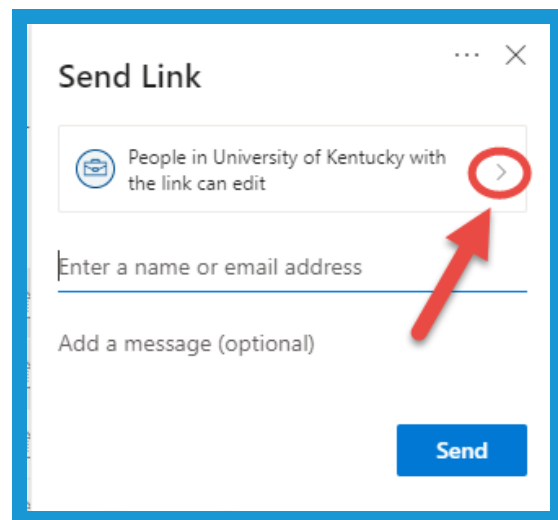 Send Link
People in University of Kentucky with
the link can edit
Enter a name or email address
Add a message (optional)
Send